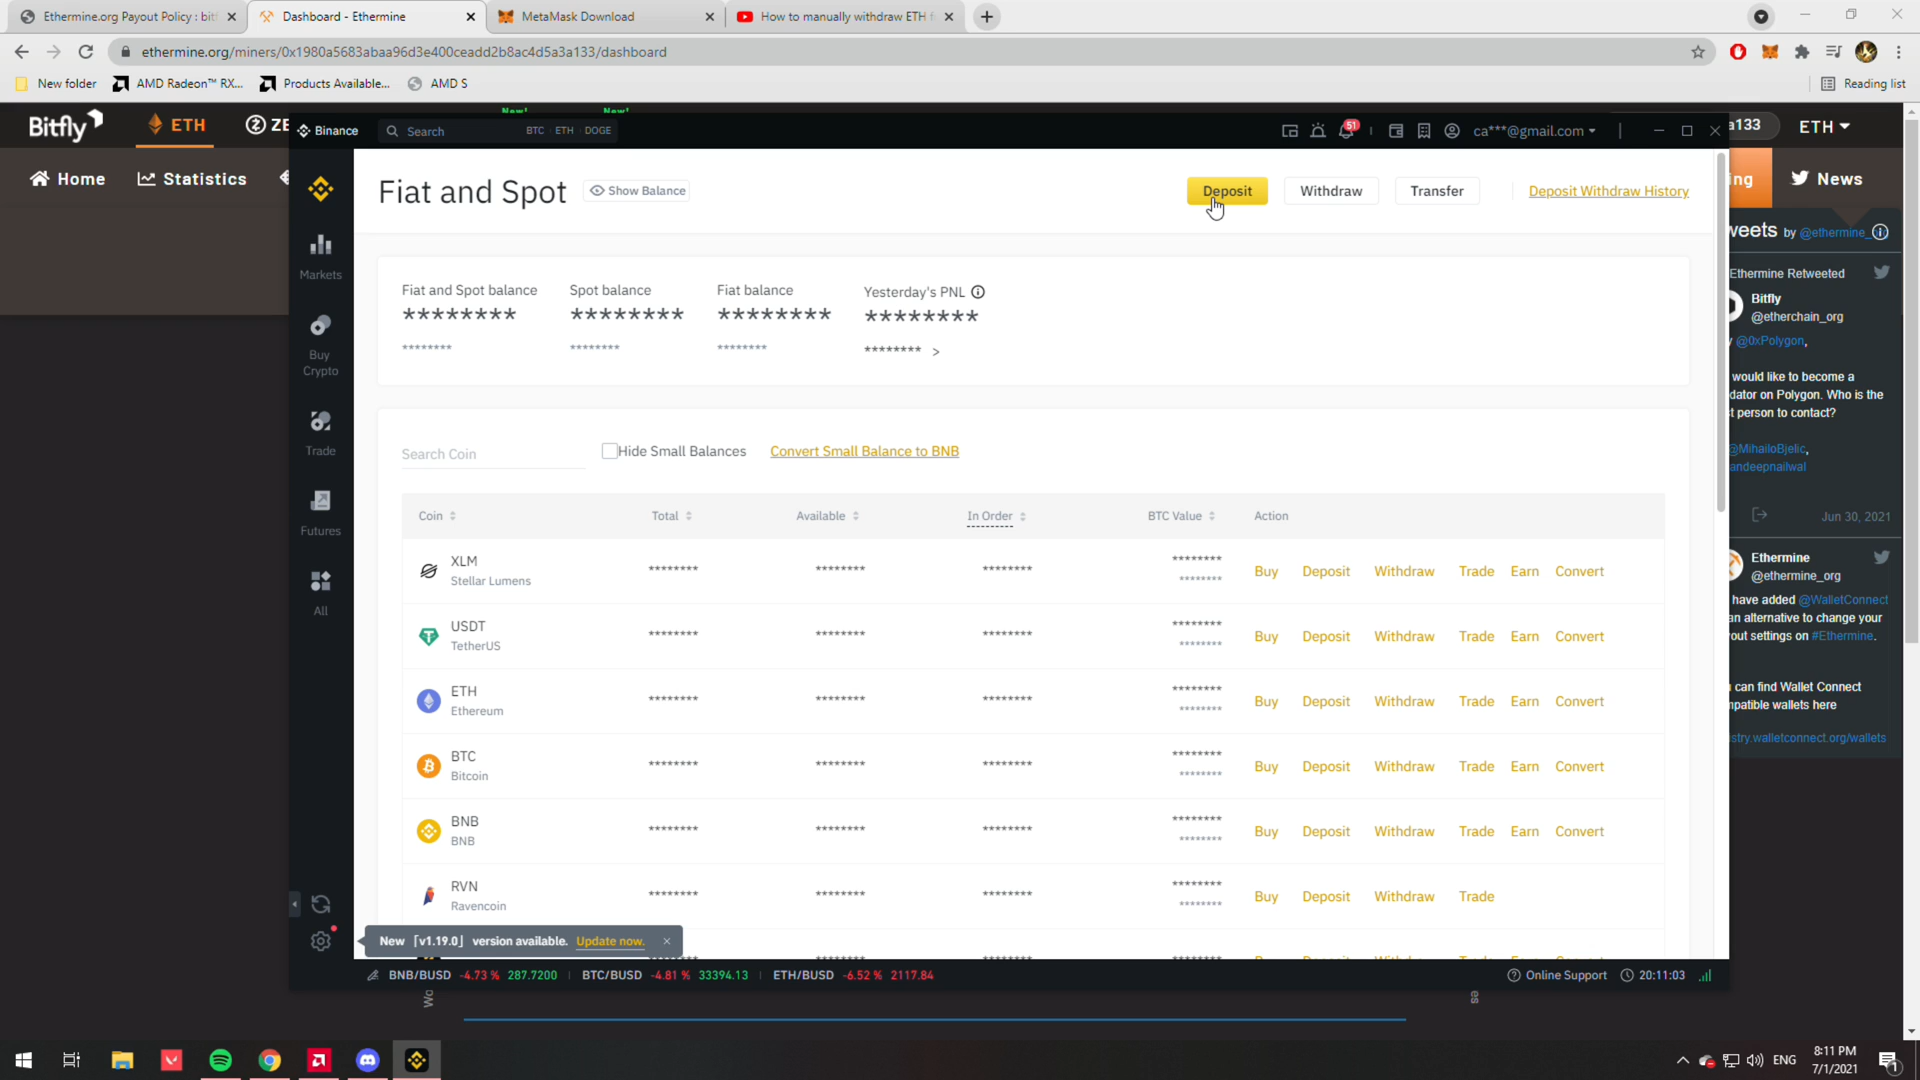 Ethermine.org Payout Policy : bitf
Dashboard - Ethermine
MetaMask Download
How to manually withdraw ETH f
ethermine.org/miners/0x1980a5683abaa96d3e400ceadd2b8ac4d5a3a133/dashboard
New folder
AMD Radeon™ RX...
Products Available...
AMD S
Reading list
Bitfly
ETH
New!
New!
a133
ETH
Home
Statistics
News
Binance
Search
BTC
ETH
DOGE
51
ca***@gmail.com
Fiat and Spot
Show Balance
Deposit
Withdraw
Transfer
Deposit Withdraw History
Markets
Buy
Crypto
Trade
Futures
All
Fiat and Spot balance
Spot balance
Fiat balance
Yesterday's PNL
********
********
********
********
********
********
********
******** >
Search Coin
Hide Small Balances
Convert Small Balance to BNB
Coin
Total
Available
In Order
BTC Value
Action
XLM
Stellar Lumens
******** ******** ******** ********
********
Buy Deposit Withdraw Trade Earn Convert
USDT
TetherUS
******** ******** ******** ********
********
Buy Deposit Withdraw Trade Earn Convert
ETH
Ethereum
******** ******** ******** ********
********
Buy Deposit Withdraw Trade Earn Convert
BTC
Bitcoin
******** ******** ******** ********
********
Buy Deposit Withdraw Trade Earn Convert
BNB
BNB
******** ******** ******** ********
********
Buy Deposit Withdraw Trade Earn Convert
RVN
Ravencoin
******** ******** ******** ********
********
Buy Deposit Withdraw Trade
New [v1.19.0] version available. Update now.
BNB/BUSD -4.73 % 287.7200
BTC/BUSD -4.81 % 33394.13
ETH/BUSD -6.52 % 2117.84
Online Support
20:11:03
weets by @ethermine_
Ethermine Retweeted
Bitfly
@etherchain_org
@0xPolygon,
would like to become a
dator on Polygon. Who is the
t person to contact?
@MihailoBjelic,
andeepnailwal
Jun 30, 2021
Ethermine
@ethermine_org
have added @WalletConnect
an alternative to change your
out settings on #Ethermine.
can find Wallet Connect
patible wallets here
stry.walletconnect.org/wallets
ENG
8:11 PM
7/1/2021
1